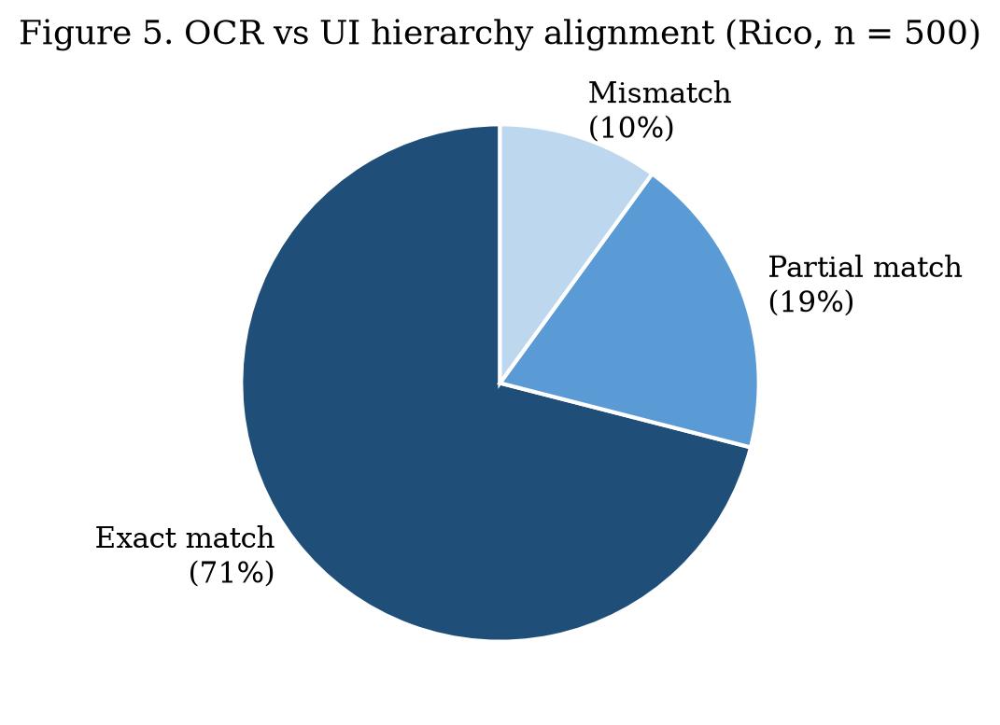 Figure 5. OCR vs UI hierarchy alignment (Rico, n = 500)
Mismatch
(10%)
Partial match
(19%)
Exact match
(71%)